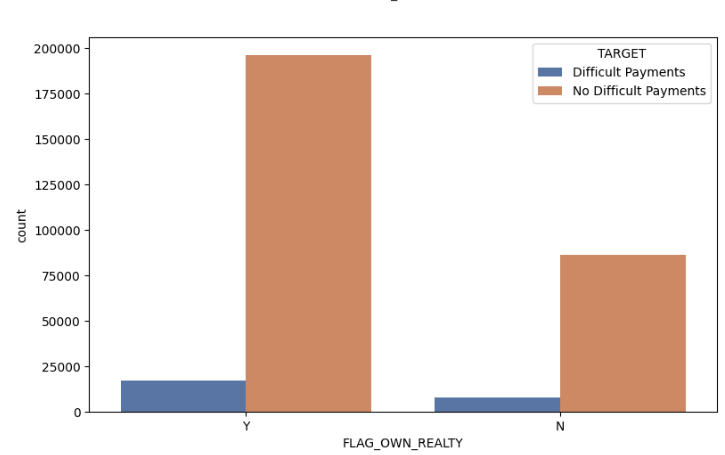 TARGET
Difficult Payments
No Difficult Payments
200000
175000
150000
125000
100000
75000
50000
25000
0
count
Y
N
FLAG_OWN_REALTY